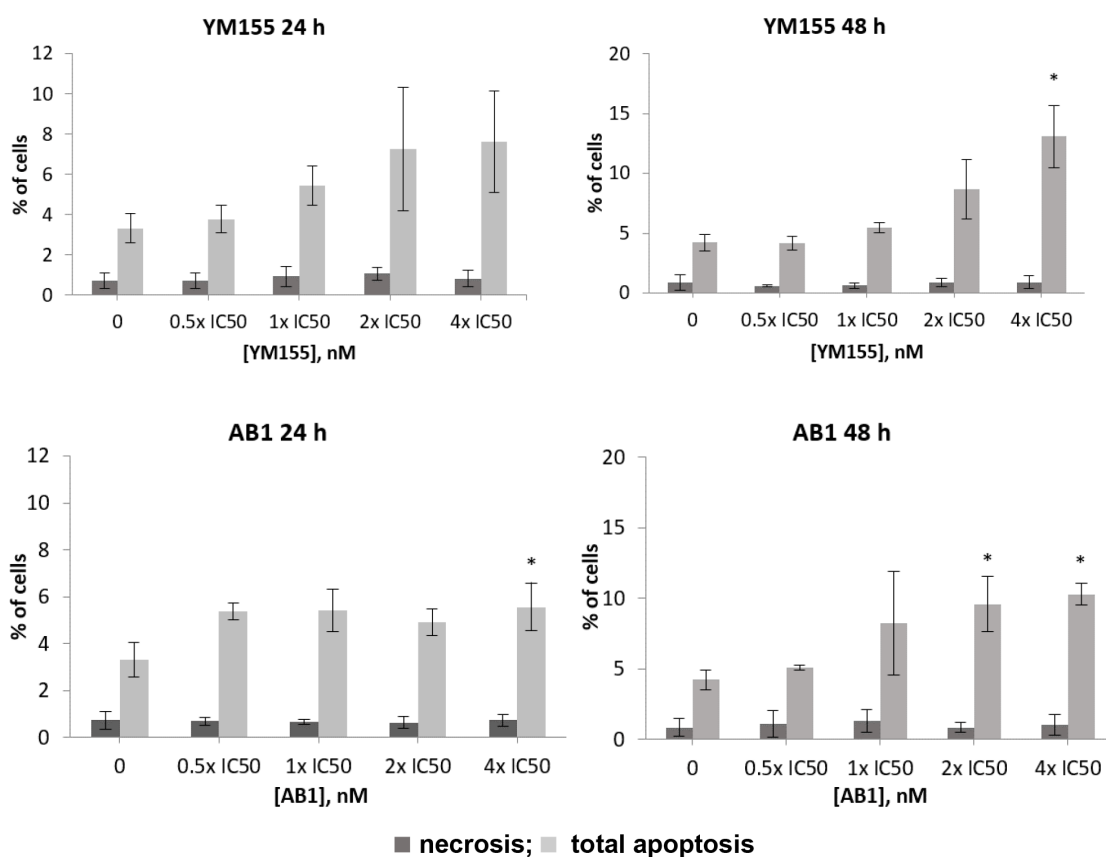 YM155 24 h
12
10
8
6
4
2
0
% of cells
0 0.5x IC50 1x IC50 2x IC50 4x IC50
[YM155], nM
YM155 48 h
20
15
10
5
0
% of cells
*
0 0.5x IC50 1x IC50 2x IC50 4x IC50
[YM155], nM
AB1 24 h
12
10
8
6
4
2
0
% of cells
*
0 0.5x IC50 1x IC50 2x IC50 4x IC50
[AB1], nM
AB1 48 h
20
15
10
5
0
% of cells
* *
0 0.5x IC50 1x IC50 2x IC50 4x IC50
[AB1], nM
necrosis; total apoptosis